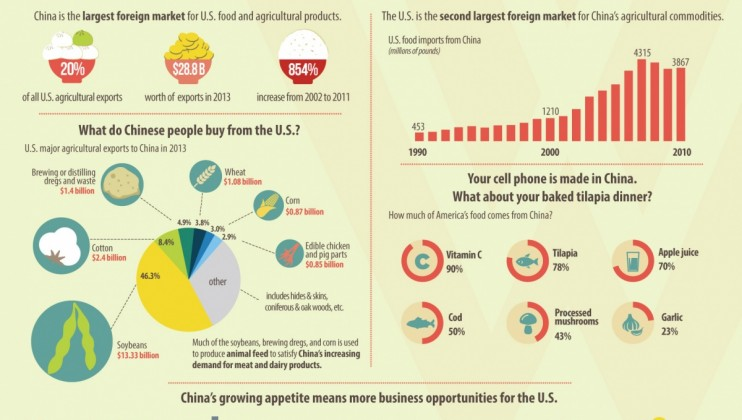 China is the largest foreign market for U.S. food and agricultural products.
20%
of all U.S. agricultural exports
$28.8 B
worth of exports in 2013
854%
increase from 2002 to 2011
What do Chinese people buy from the U.S.?
U.S. major agricultural exports to China in 2013
Brewing or distilling
dregs and waste
$1.4 billion
Wheat
$1.08 billion
Corn
$0.87 billion
Cotton
$2.4 billion
Edible chicken
and pig parts
$0.85 billion
4.9%
3.8%
3.0%
2.9%
8.4%
46.3%
other
includes hides & skins,
coniferous & oak woods, etc.
Soybeans
$13.33 billion
Much of the soybeans, brewing dregs, and corn is used
to produce animal feed to satisfy China's increasing
demand for meat and dairy products.
The U.S. is the second largest foreign market for China's agricultural commodities.
U.S. food imports from China
(millions of pounds)
453
1210
4315
3867
1990
2000
2010
Your cell phone is made in China.
What about your baked tilapia dinner?
How much of America's food comes from China?
Vitamin C
90%
Tilapia
78%
Apple juice
70%
Cod
50%
Processed
mushrooms
43%
Garlic
23%
China's growing appetite means more business opportunities for the U.S.